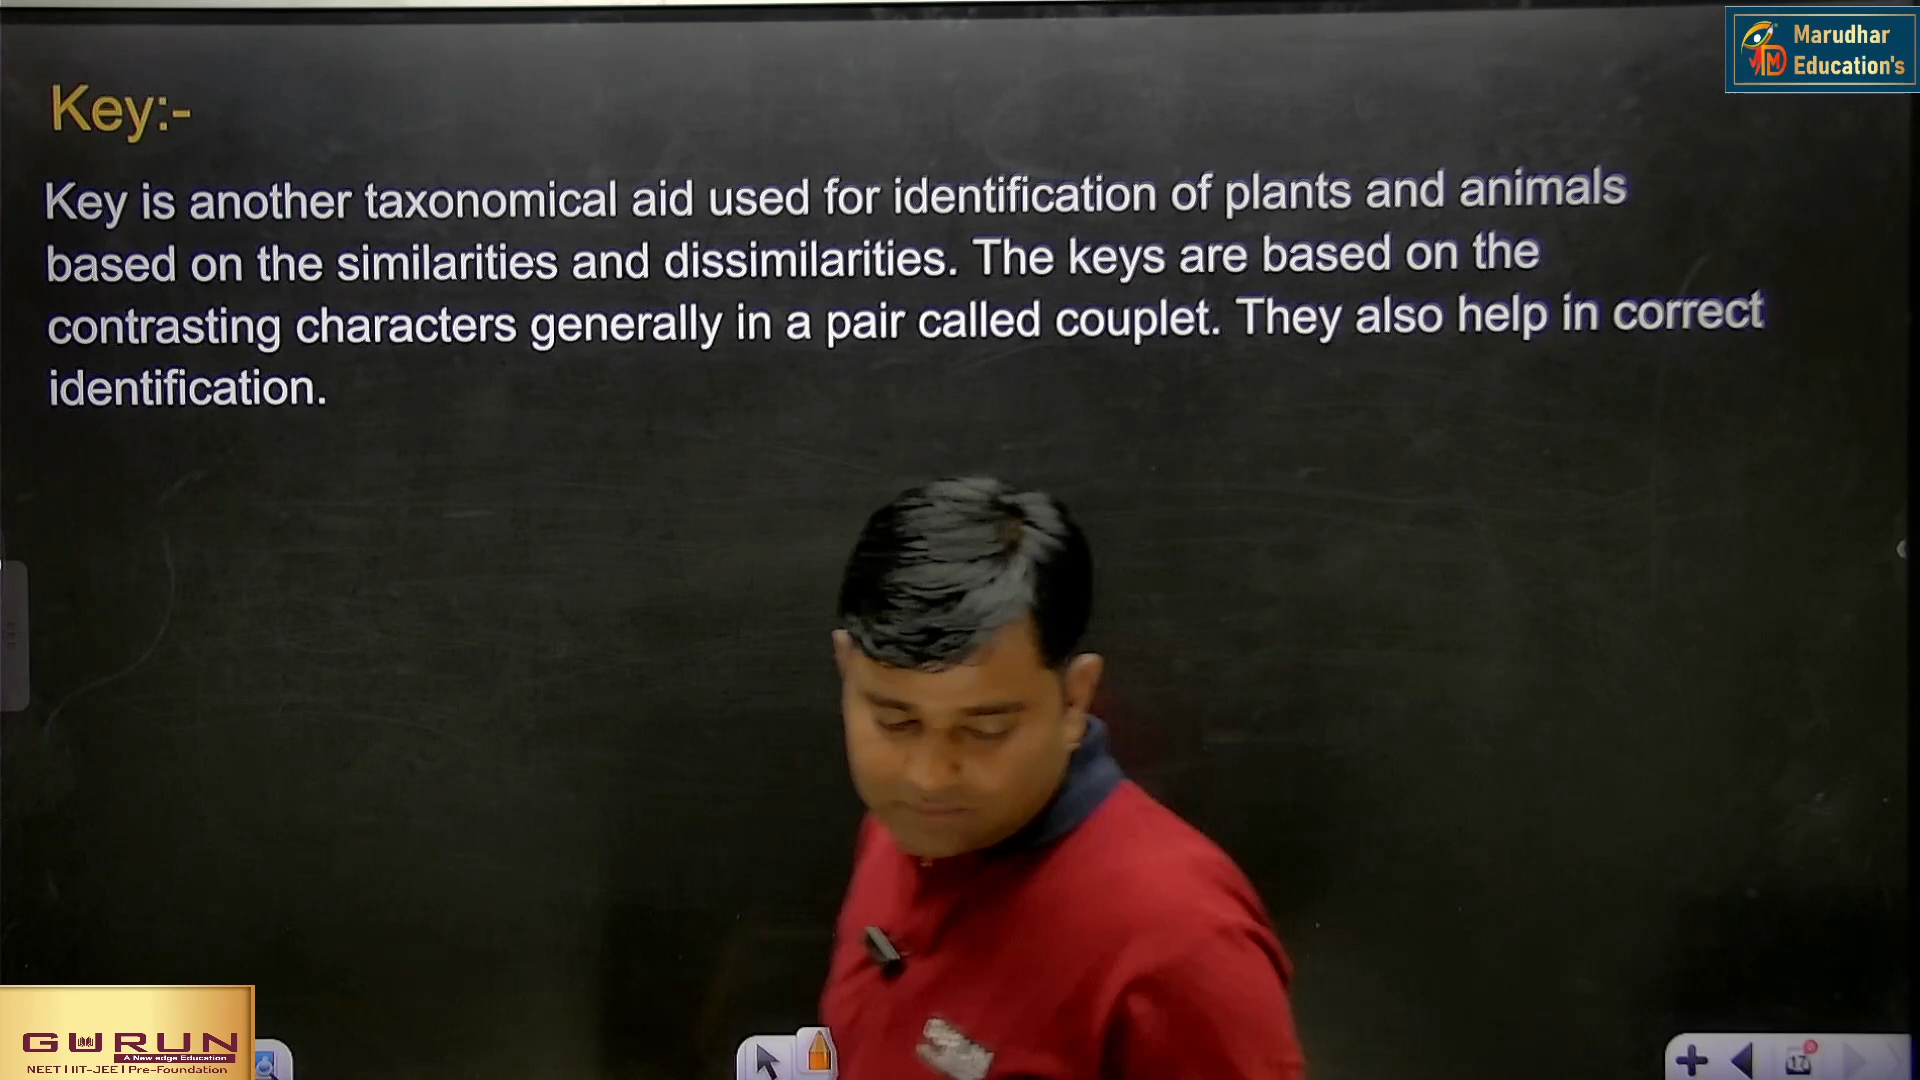 Marudhar
Education's
Key:-
Key is another taxonomical aid used for identification of plants and animals
based on the similarities and dissimilarities. The keys are based on the
contrasting characters generally in a pair called couplet. They also help in correct
identification.
GURUN
A New edge Education
NEET | IIT-JEE | Pre-Foundation
17